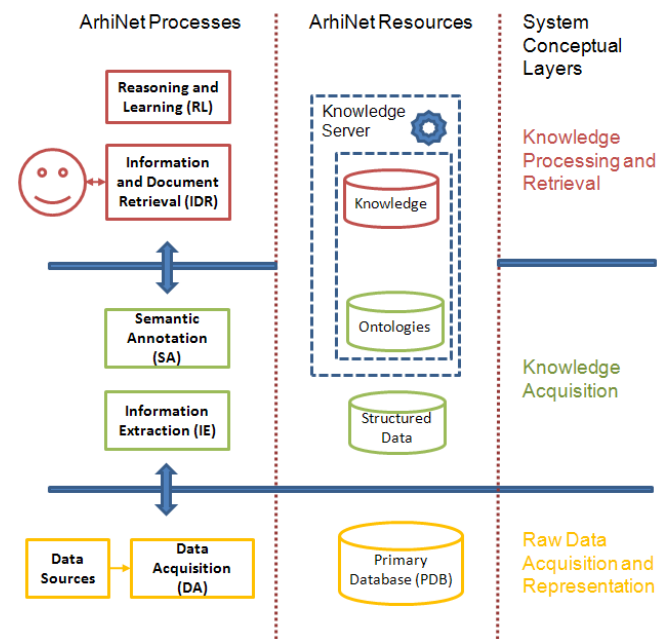 ArhiNet Processes
ArhiNet Resources
System
Conceptual
Layers
Reasoning and
Learning (RL)
Information
and Document
Retrieval (IDR)
Knowledge
Server
Knowledge
Knowledge
Processing and
Retrieval
Semantic
Annotation
(SA)
Information
Extraction (IE)
Ontologies
Structured
Data
Knowledge
Acquisition
Data
Sources
Data
Acquisition
(DA)
Primary
Database (PDB)
Raw Data
Acquisition and
Representation